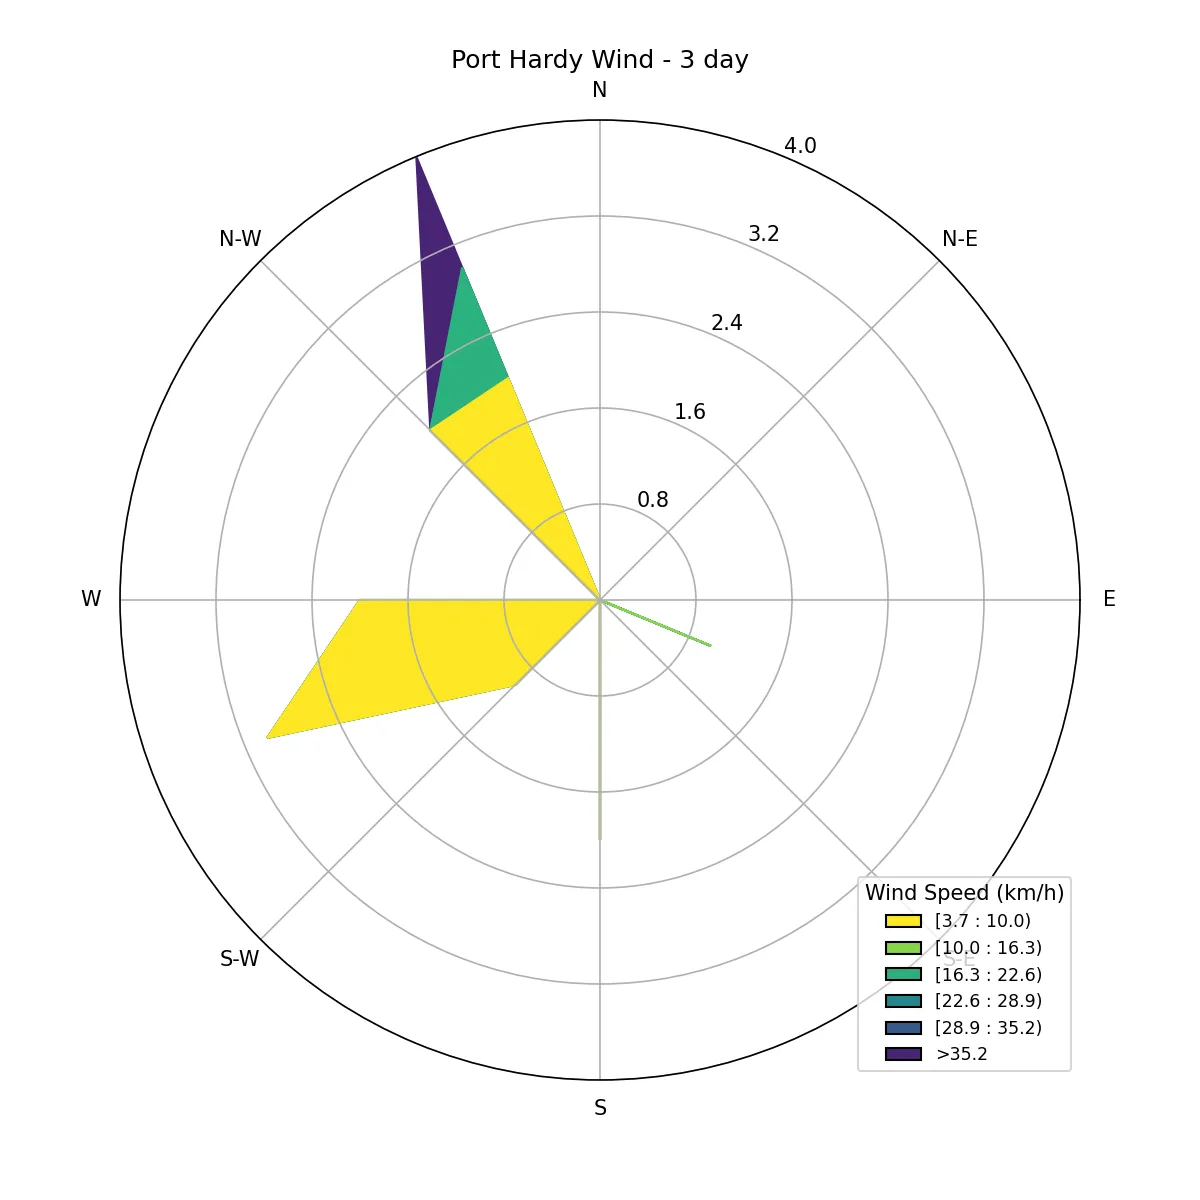 Port Hardy Wind - 3 day
N
4.0
N-W
N-E
3.2
2.4
1.6
0.8
W
E
Wind Speed (km/h)
[3.7 : 10.0)
[10.0 : 16.3)
S-W
S-E
[16.3 : 22.6)
[22.6 : 28.9)
[28.9 : 35.2)
>35.2
S